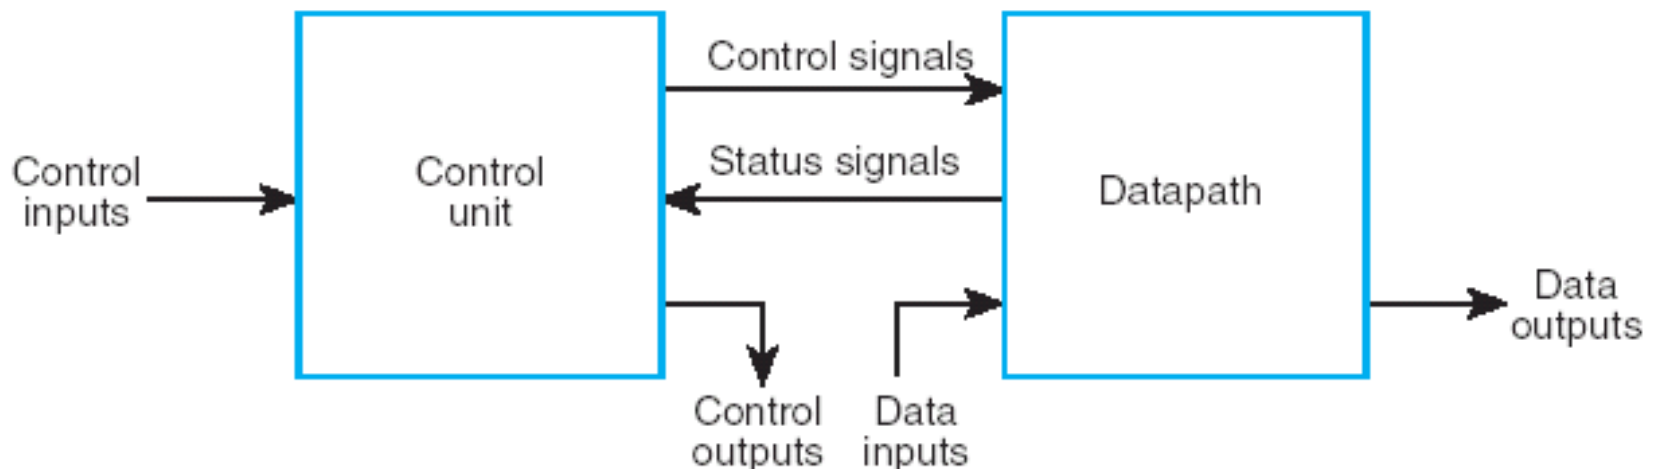 Control signals
Control
inputs
Control
unit
Status signals
Datapath
Data
outputs
Control
outputs
Data
inputs